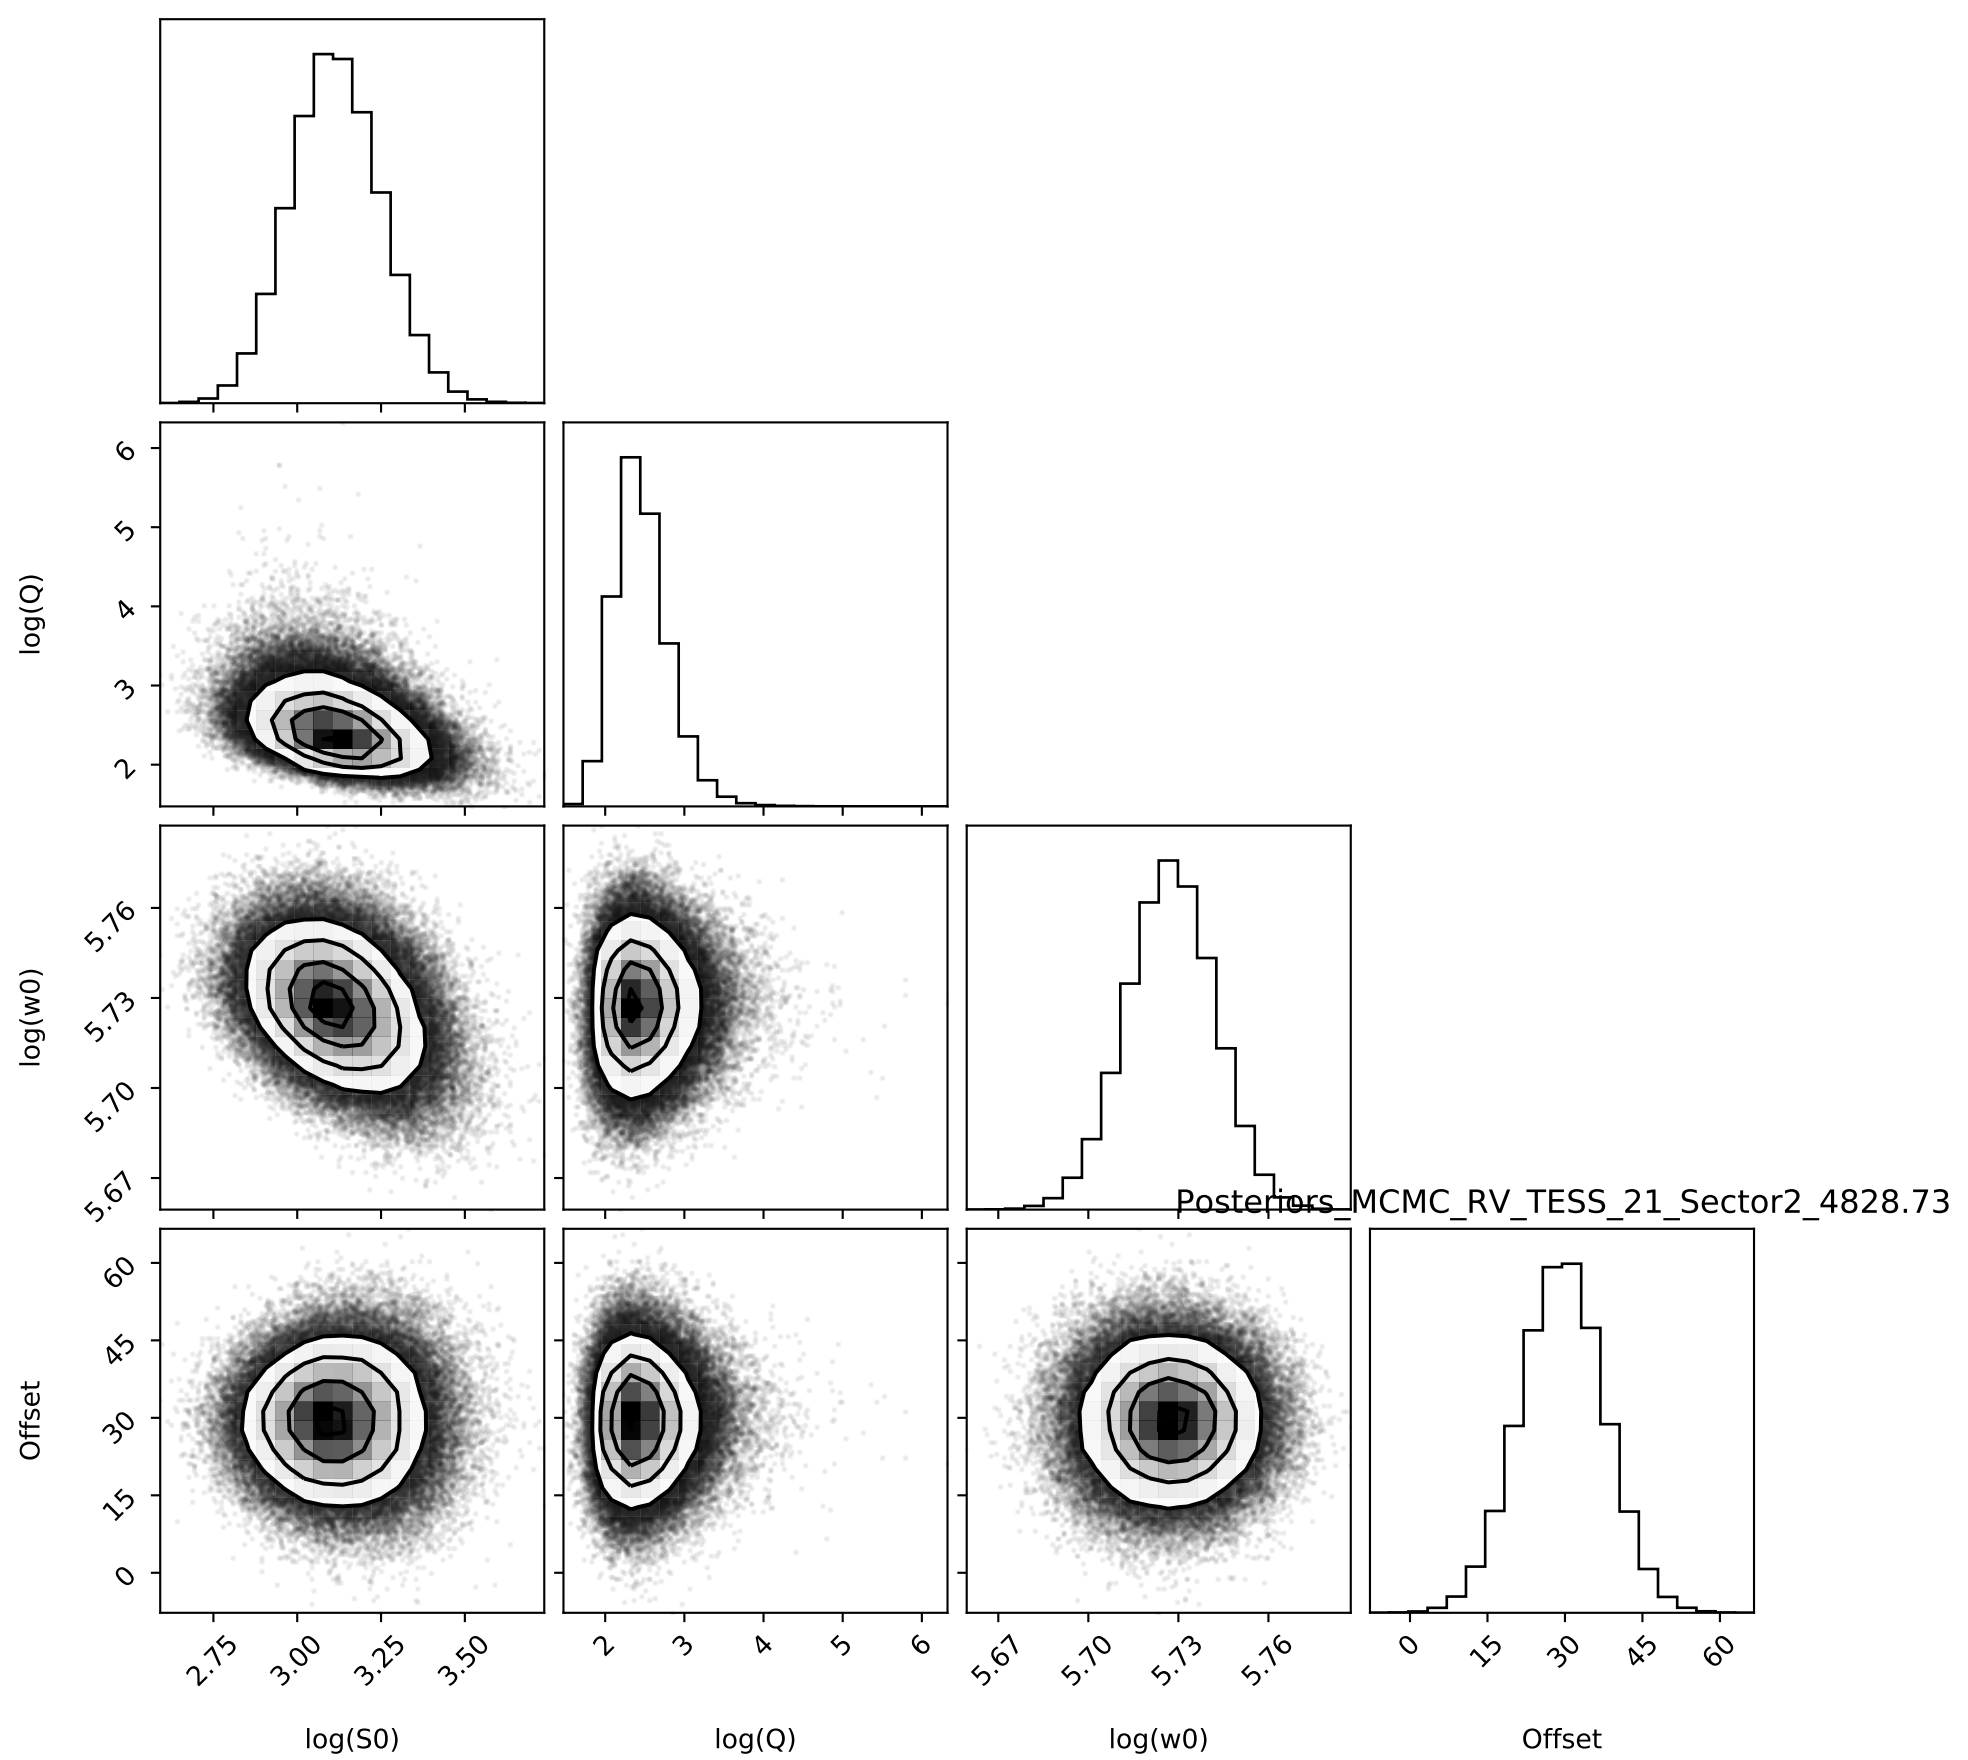 6
5
4
3
2
log(Q)
5.76
5.73
5.70
5.67
log(w0)
Posteriors_MCMC_RV_TESS_21_Sector2_4828.73
60
45
30
15
0
Offset
2.75 3.00 3.25 3.50
2 3 4 5 6
5.67 5.70 5.73 5.76
0 15 30 45 60
log(S0)
log(Q)
log(w0)
Offset